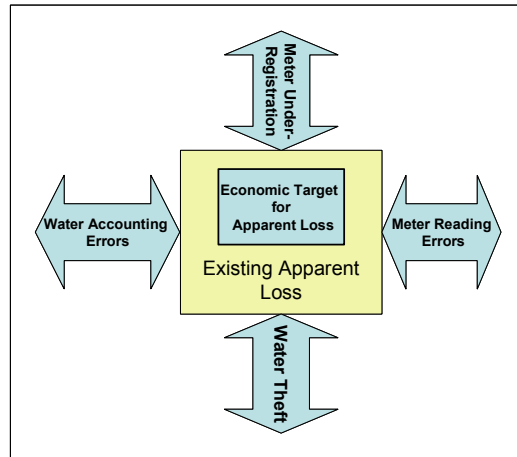 Meter Under-
Registration
Economic Target
for
Apparent Loss
Water Accounting
Errors
Meter Reading
Errors
Existing Apparent
Loss
Water Theft